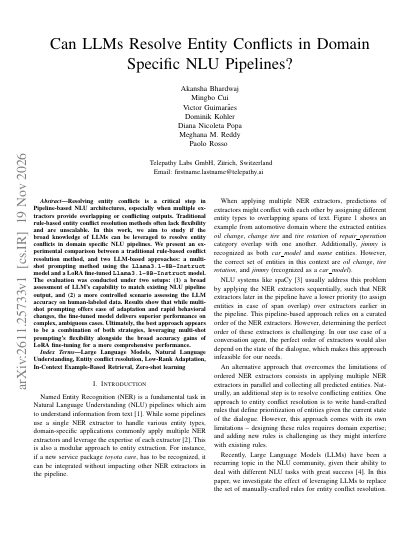 Can LLMs Resolve Entity Conflicts in Domain
Specific NLU Pipelines?
Akansha Bhardwaj
Mingbo Cui
Victor Guimarães
Dominik Kohler
Diana Nicoleta Popa
Meghana M. Reddy
Paolo Rosso
Telepathy Labs GmbH, Zürich, Switzerland
Email: firstname.lastname@telepathy.ai
arXiv:2611.25733v1 [cs.IR] 19 Nov 2026
Abstract—Resolving entity conflicts is a critical step in
Pipeline-based NLU architectures, especially when multiple ex-
tractors provide overlapping or conflicting outputs. Traditional
rule-based entity conflict resolution methods often lack flexibility
and are unscalable. In this work, we aim to study if the
broad knowledge of LLMs can be leveraged to resolve entity
conflicts in domain specific NLU pipelines. We present an ex-
perimental comparison between a traditional rule-based conflict
resolution method, and two LLM-based approaches: a multi-
shot prompting method using the Llama3.1-8B-Instruct
model and a LoRA fine-tuned Llama3.1-8B-Instruct model.
The evaluation was conducted under two setups: (1) a broad
assessment of LLM's capability to match existing NLU pipeline
output, and (2) a more controlled scenario assessing the LLM
accuracy on human-labeled data. Results show that while multi-
shot prompting offers ease of adaptation and rapid behavioral
changes, the fine-tuned model delivers superior performance on
complex, ambiguous cases. Ultimately, the best approach appears
to be a combination of both strategies, leveraging multi-shot
prompting's flexibility alongside the broad accuracy gains of
LoRA fine-tuning for a more comprehensive performance.
Index Terms—Large Language Models, Natural Language
Understanding, Entity conflict resolution, Low-Rank Adaptation,
In-Context Example-Based Retrieval, Zero-shot learning
I. INTRODUCTION
Named Entity Recognition (NER) is a fundamental task in
Natural Language Understanding (NLU) pipelines which aim
to understand information from text [1]. While some pipelines
use a single NER extractor to handle various entity types,
domain-specific applications commonly apply multiple NER
extractors and leverage the expertise of each extractor [2]. This
is also a modular approach to entity extraction. For instance,
if a new service package toyota care, has to be recognized, it
can be integrated without impacting other NER extractors in
the pipeline.
When applying multiple NER extractors, predictions of
extractors might conflict with each other by assigning different
entity types to overlapping spans of text. Figure 1 shows an
example from automotive domain where the extracted entities
oil change, change tire and tire rotation of repair_operation
category overlap with one another. Additionally, jimmy is
recognized as both car_model and name entities. However,
the correct set of entities in this context are oil change, tire
rotation, and jimmy (recognized as a car_model).
NLU systems like spaCy [3] usually address this problem
by applying the NER extractors sequentially, such that NER
extractors later in the pipeline have a lower priority (to assign
entities in case of span overlap) over extractors earlier in
the pipeline. This pipeline-based approach relies on a curated
order of the NER extractors. However, determining the perfect
order of these extractors is challenging. In our use case of a
conversation agent, the perfect order of extractors would also
depend on the state of the dialogue, which makes this approach
infeasible for our needs.
An alternative approach that overcomes the limitations of
ordered NER extractors consists in applying multiple NER
extractors in parallel and collecting all predicted entities. Natu-
rally, an additional step is to resolve conflicting entities. One
approach to entity conflict resolution is to write hand-crafted
rules that define prioritization of entities given the current state
of the dialogue. However, this approach comes with its own
limitations – designing these rules requires domain expertise;
and adding new rules is challenging as they might interfere
with existing rules.
Recently, Large Language Models (LLMs) have been a
recurring topic in the NLU community, given their ability to
deal with different NLU tasks with great success [4]. In this
paper, we investigate the effect of leveraging LLMs to replace
the set of manually-crafted rules for entity conflict resolution.